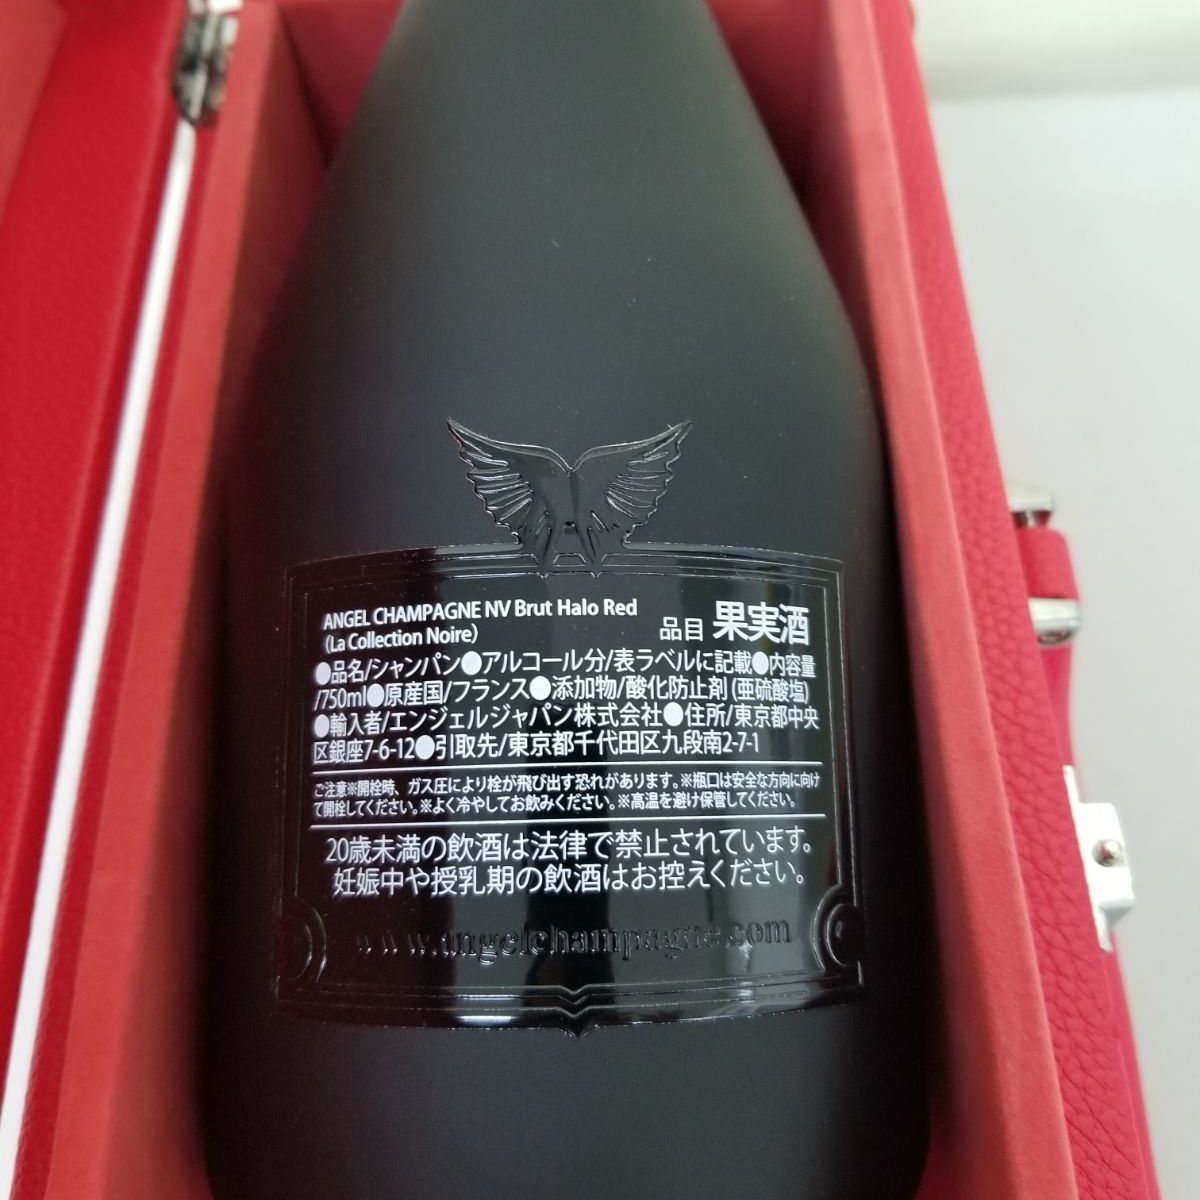 ANGEL CHAMPAGNE NV Brut Halo Red
(La Collection Noire)
品目 果実酒
●品名/シャンパン●アルコール分/表ラベルに記載●内容量
/750ml●原産国/フランス●添加物/酸化防止剤(亜硫酸塩)
●輸入者/エンジェルジャパン株式会社●住所/東京都中央
区銀座7-6-12●引取先/東京都千代田区九段南2-7-1
ご注意※開栓時、ガス圧により栓が飛び出す恐れがあります。※瓶口は安全な方向に向け
て開栓してください。※よく冷やしてお飲みください。※高温を避け保管してください。
20歳未満の飲酒は法律で禁止されています。
妊娠中や授乳期の飲酒はお控えください。
www.angelchampagne.com